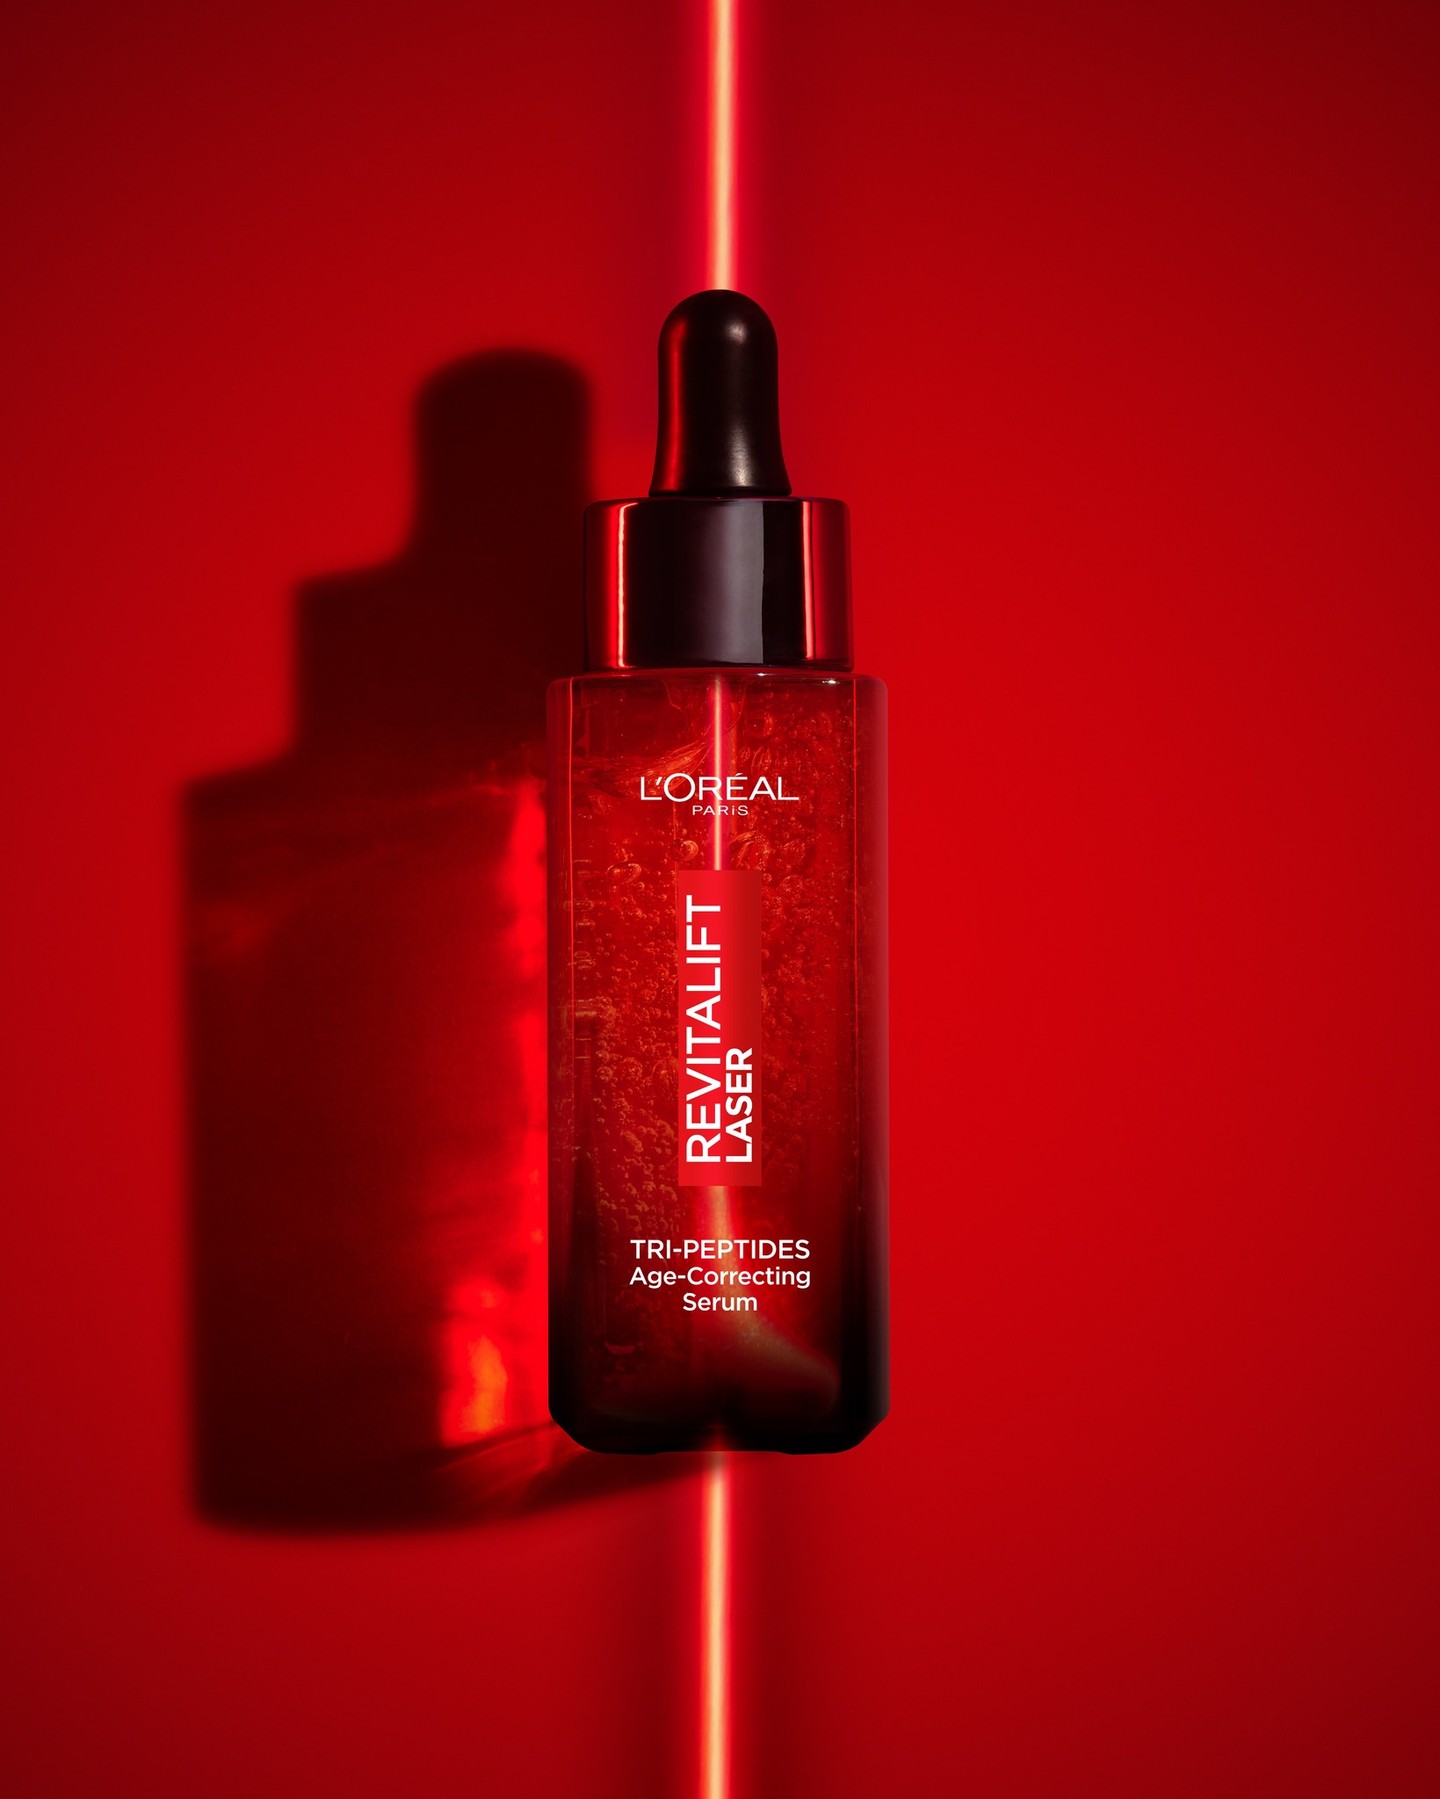 L'ORÉAL
PARiS
REVITALIFT
LASER
TRI-PEPTIDES
Age-Correcting
Serum